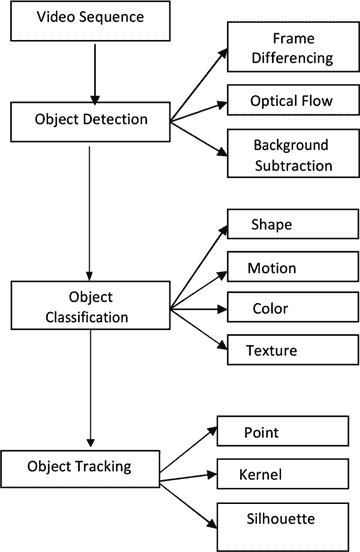 Video Sequence
Frame
Differencing
Object Detection
Optical Flow
Background
Subtraction
Shape
Motion
Object
Classification
Color
Texture
Point
Object Tracking
Kernel
Silhouette